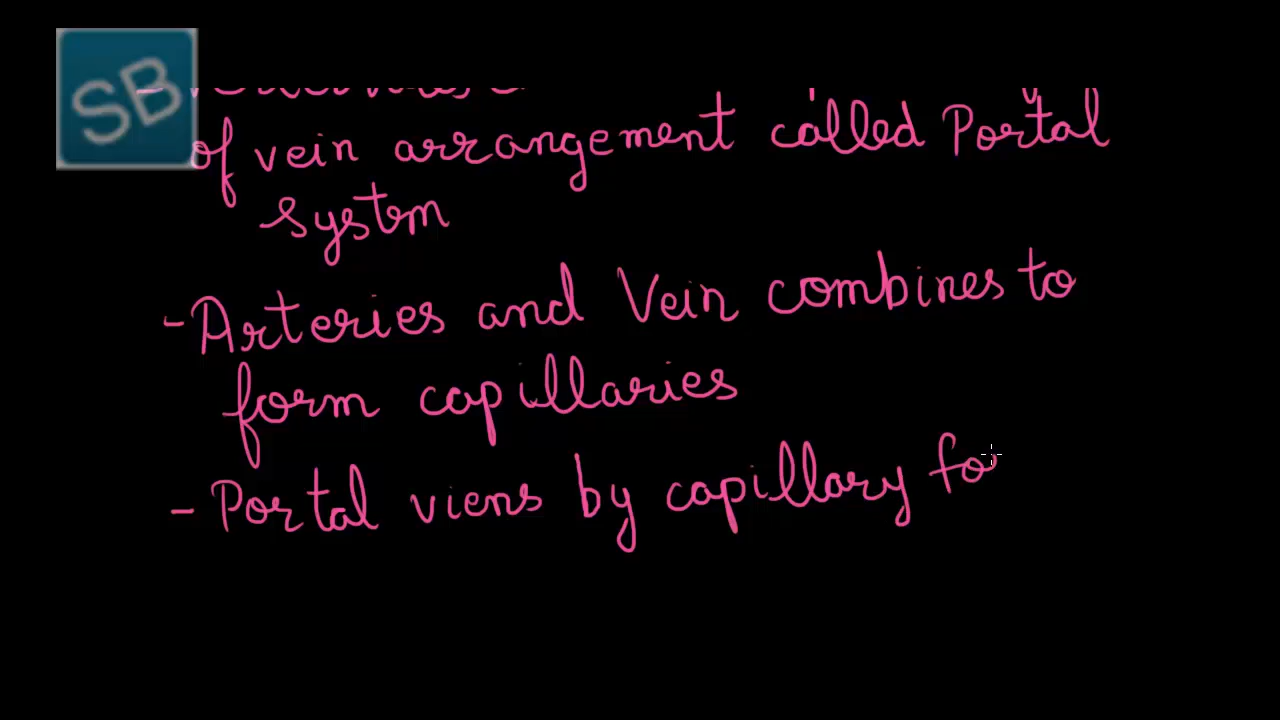 SB
of vein arrangement called Portal
system
- Arteries and Vein combines to
form capillaries
- Portal viens by capillary fo